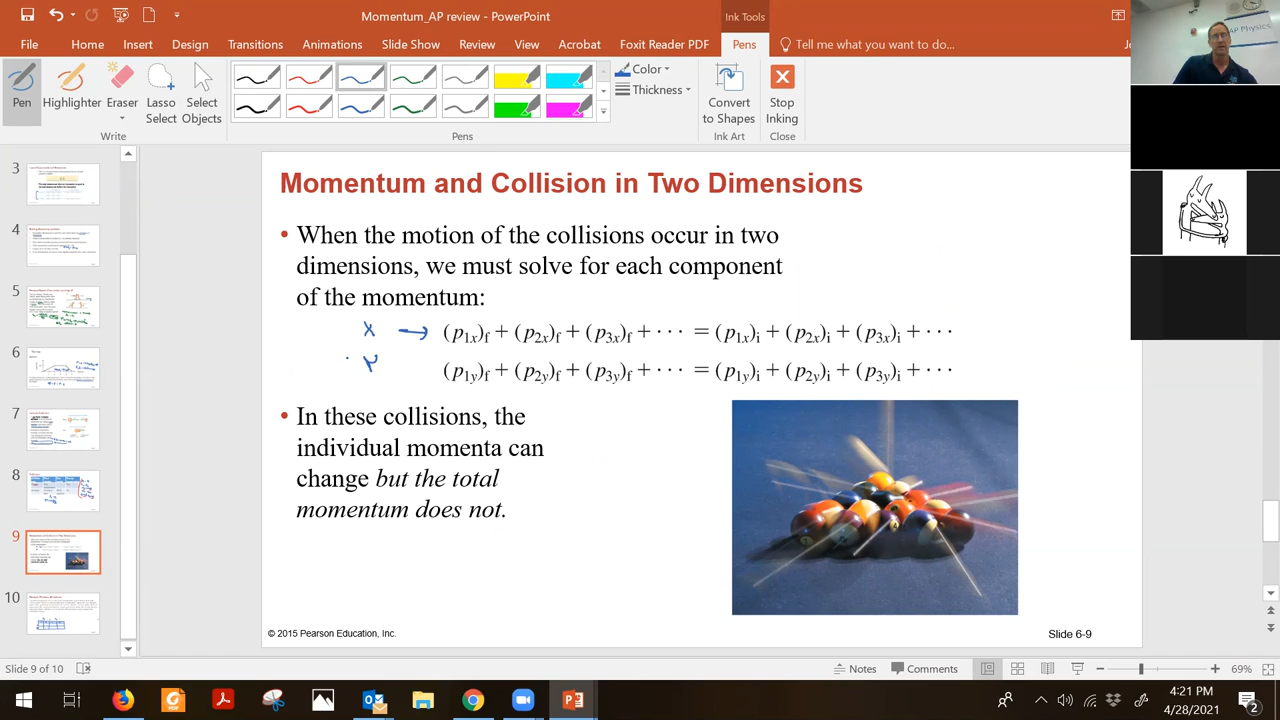 Momentum_AP review - PowerPoint
Ink Tools
File Home Insert Design Transitions Animations Slide Show Review View Acrobat Foxit Reader PDF Pens Tell me what you want to do...
AP Physics
Pen Highlighter Eraser Lasso Select Select Objects
Color
Thickness
Convert to Shapes
Stop Inking
Write
Pens
Ink Art
Close
Momentum and Collision in Two Dimensions
• When the motion of the collisions occur in two
dimensions, we must solve for each component
of the momentum:
X → (p₁ₓ)f + (p₂ₓ)f + (p₃ₓ)f + ⋯ = (p₁ₓ)i + (p₂ₓ)i + (p₃ₓ)i + ⋯
Y (p₁y)f + (p₂y)f + (p₃y)f + ⋯ = (p₁y)i + (p₂y)i + (p₃y)i + ⋯
• In these collisions, the
individual momenta can
change but the total
momentum does not.
© 2015 Pearson Education, Inc.
Slide 6-9
3
4
5
6
7
8
9
10
Slide 9 of 10
Notes
Comments
69%
4:21 PM
4/28/2021
2